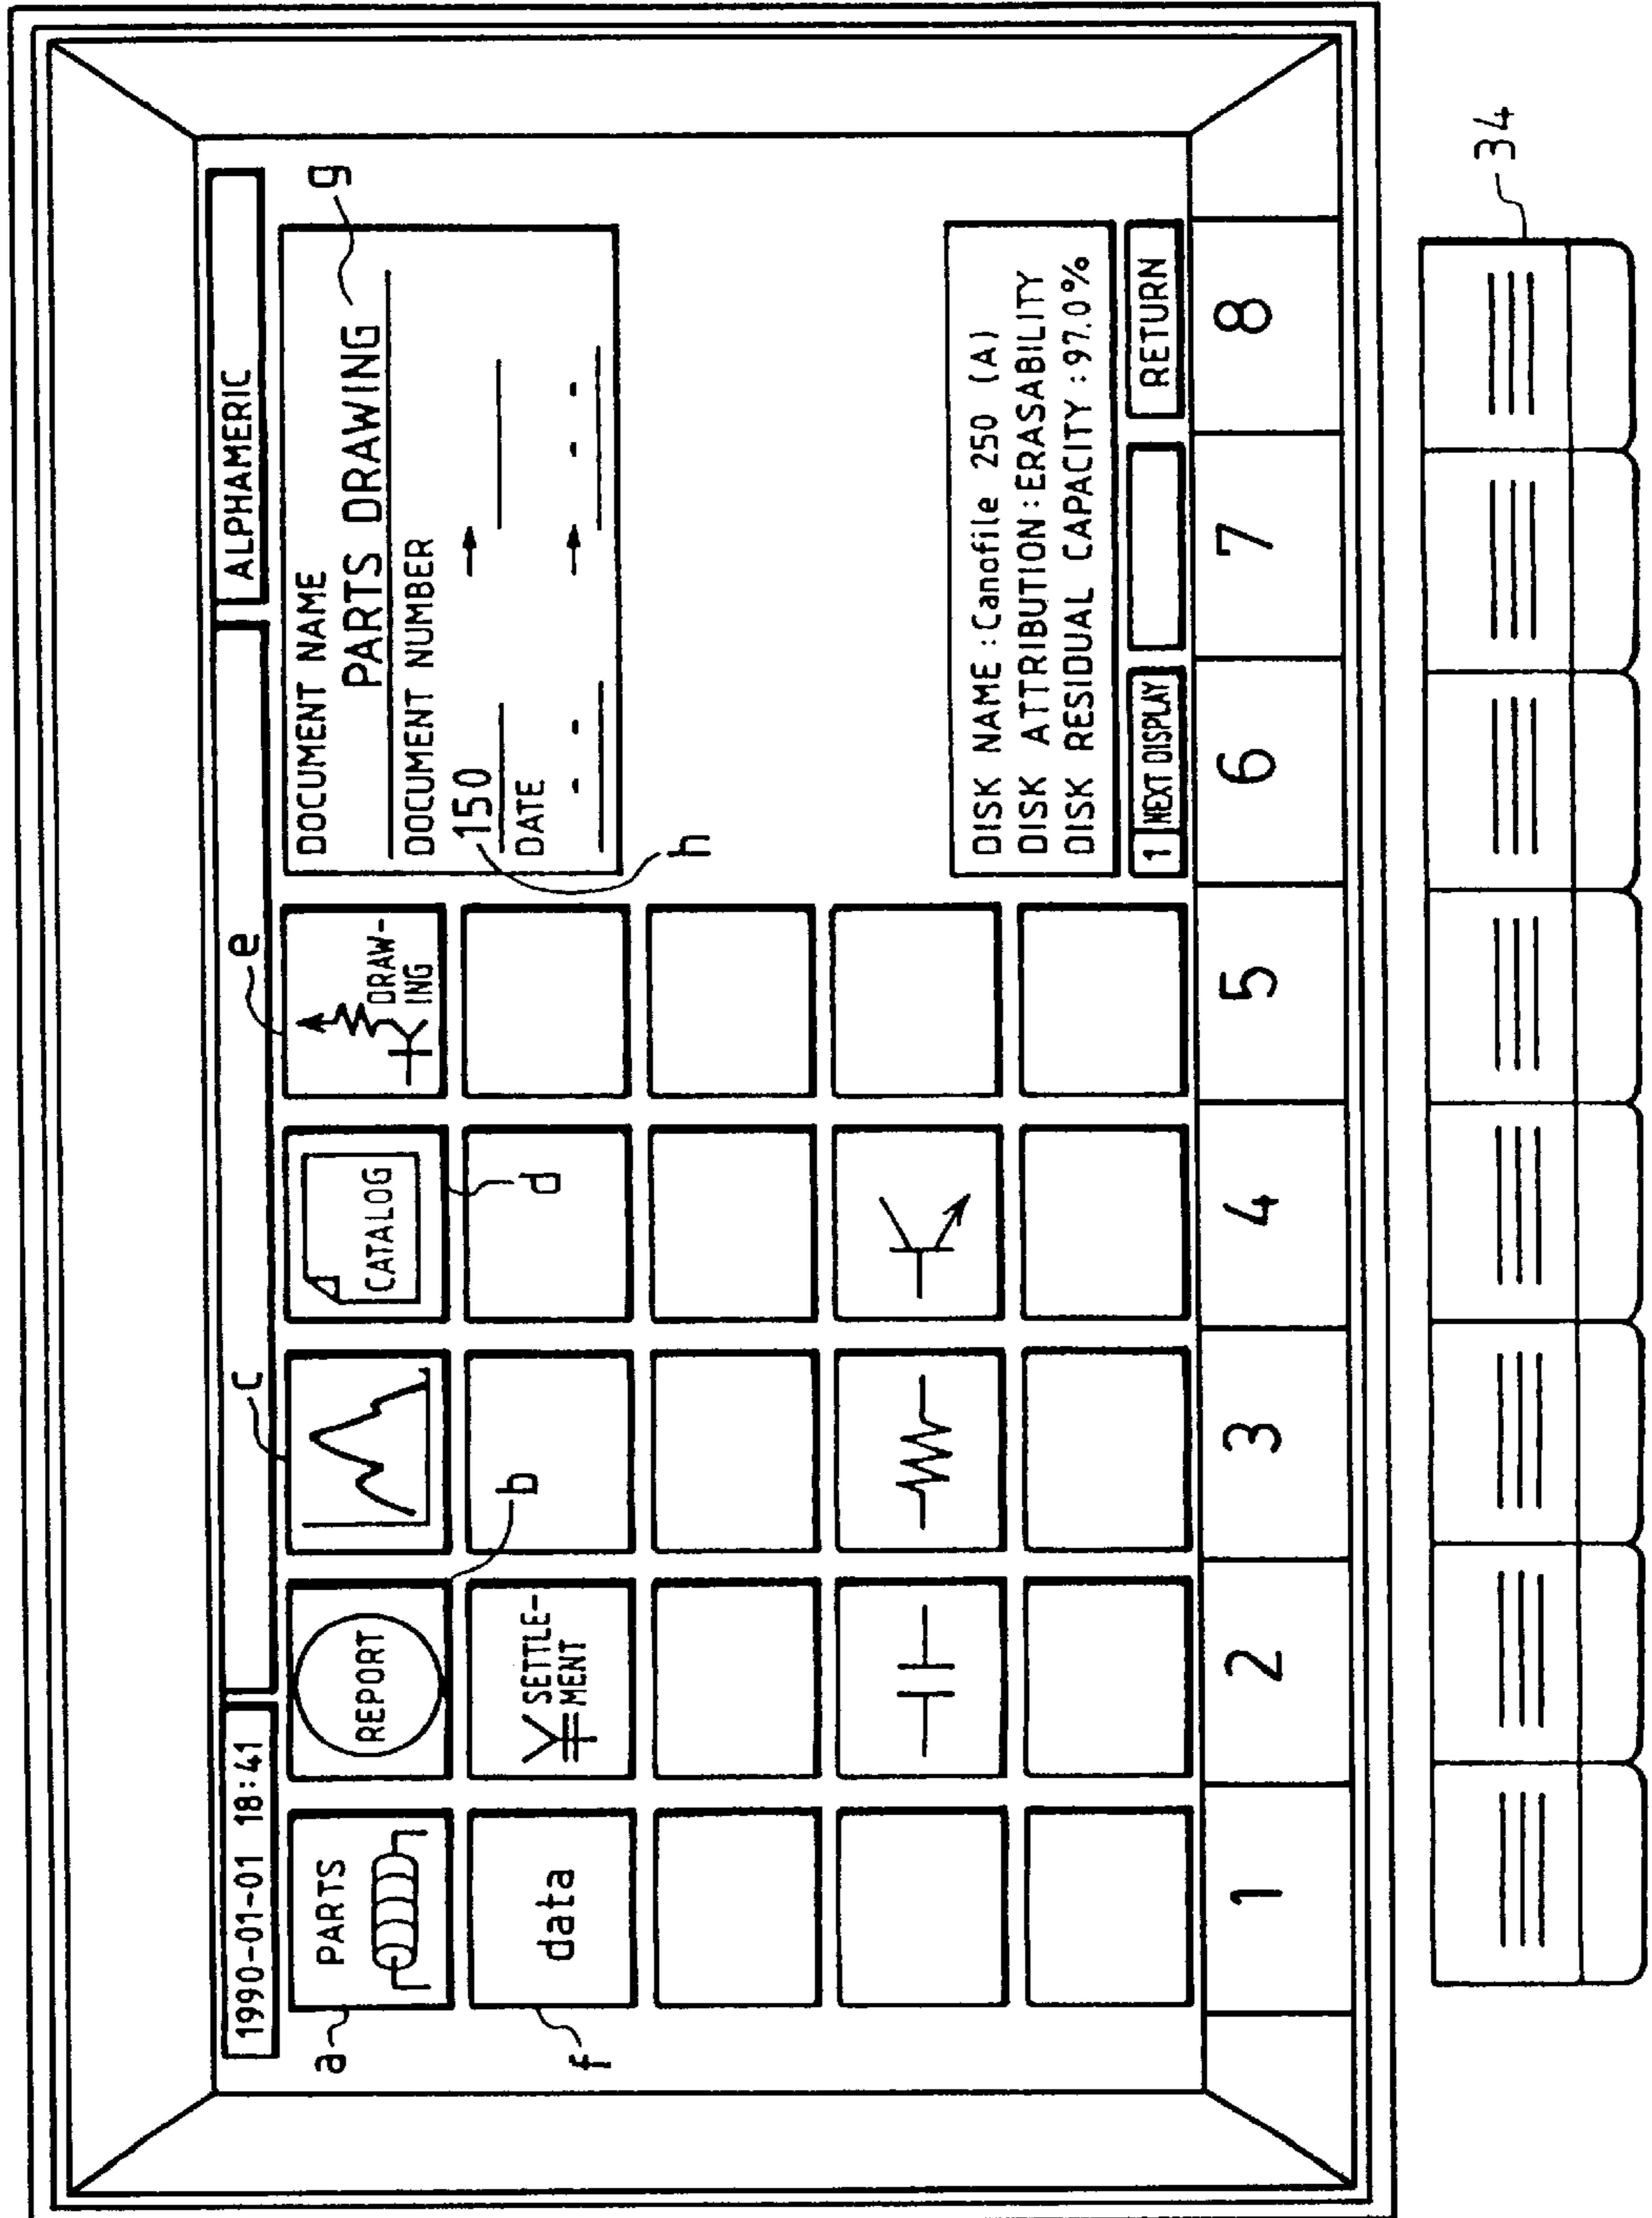 1990-01-01 18:41
ALPHAMERIC
a
PARTS
b
REPORT
c
d
CATALOG
e
DRAW-
ING
f
data
¥ SETTLE-
MENT
g
DOCUMENT NAME
PARTS DRAWING
DOCUMENT NUMBER
150 →
DATE
- - → - -
h
DISK NAME : Canofile 250 (A)
DISK ATTRIBUTION : ERASABILITY
DISK RESIDUAL CAPACITY : 97.0%
1 NEXT DISPLAY
RETURN
1 2 3 4 5 6 7 8
34